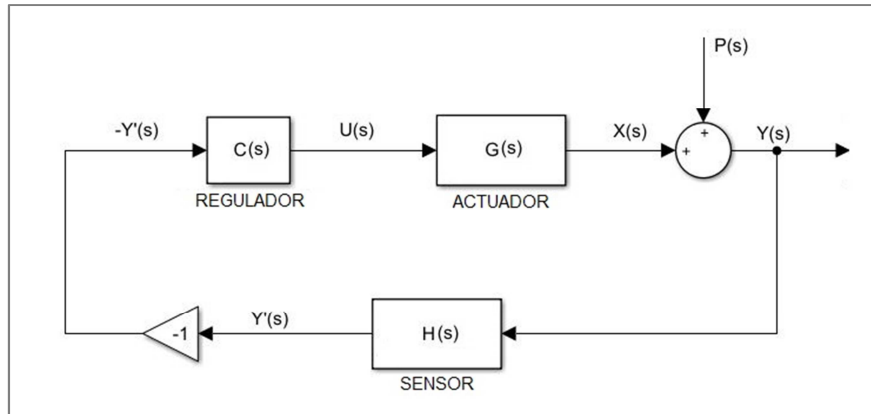 P(s)
-Y'(s)
C(s)
REGULADOR
U(s)
G(s)
ACTUADOR
X(s)
+
+
Y(s)
-1
Y'(s)
H(s)
SENSOR